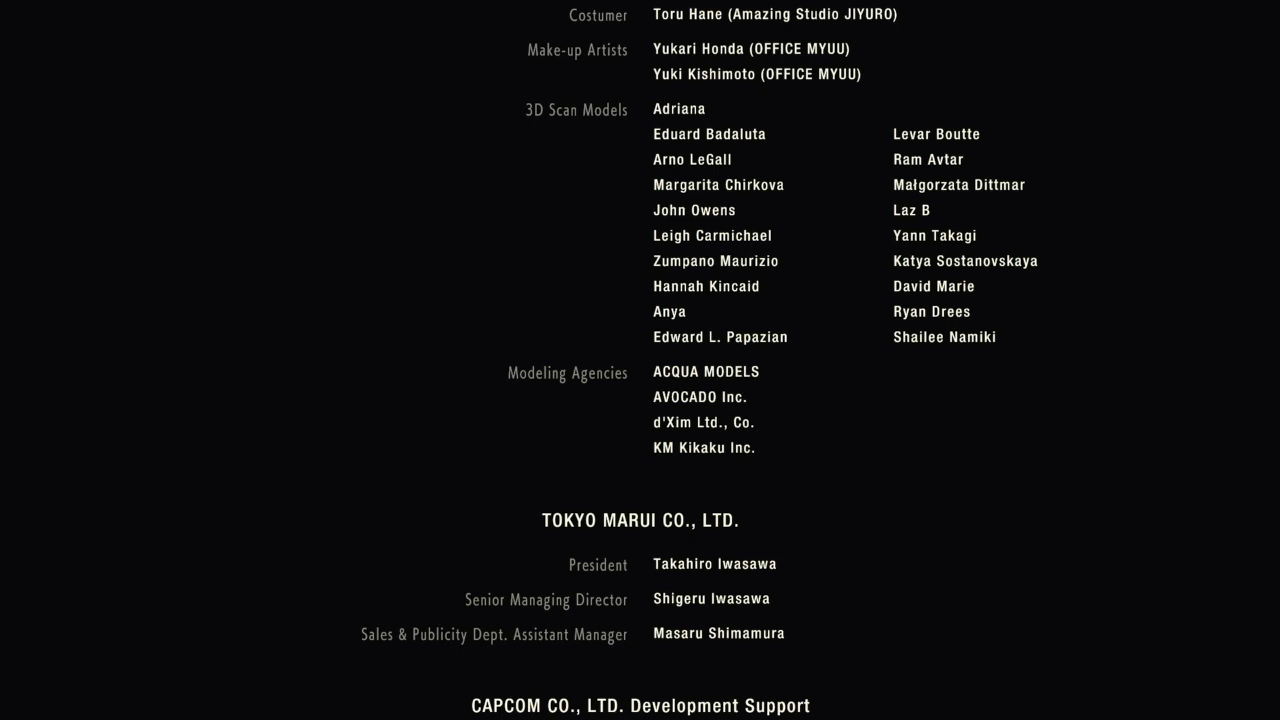 Costumer Toru Hane (Amazing Studio JIYURO)
Make-up Artists Yukari Honda (OFFICE MYUU)
Yuki Kishimoto (OFFICE MYUU)
3D Scan Models Adriana
Eduard Badaluta Levar Boutte
Arno LeGall Ram Avtar
Margarita Chirkova Małgorzata Dittmar
John Owens Laz B
Leigh Carmichael Yann Takagi
Zumpano Maurizio Katya Sostanovskaya
Hannah Kincaid David Marie
Anya Ryan Drees
Edward L. Papazian Shailee Namiki
Modeling Agencies ACQUA MODELS
AVOCADO Inc.
d'Xim Ltd., Co.
KM Kikaku Inc.
TOKYO MARUI CO., LTD.
President Takahiro Iwasawa
Senior Managing Director Shigeru Iwasawa
Sales & Publicity Dept. Assistant Manager Masaru Shimamura
CAPCOM CO., LTD. Development Support